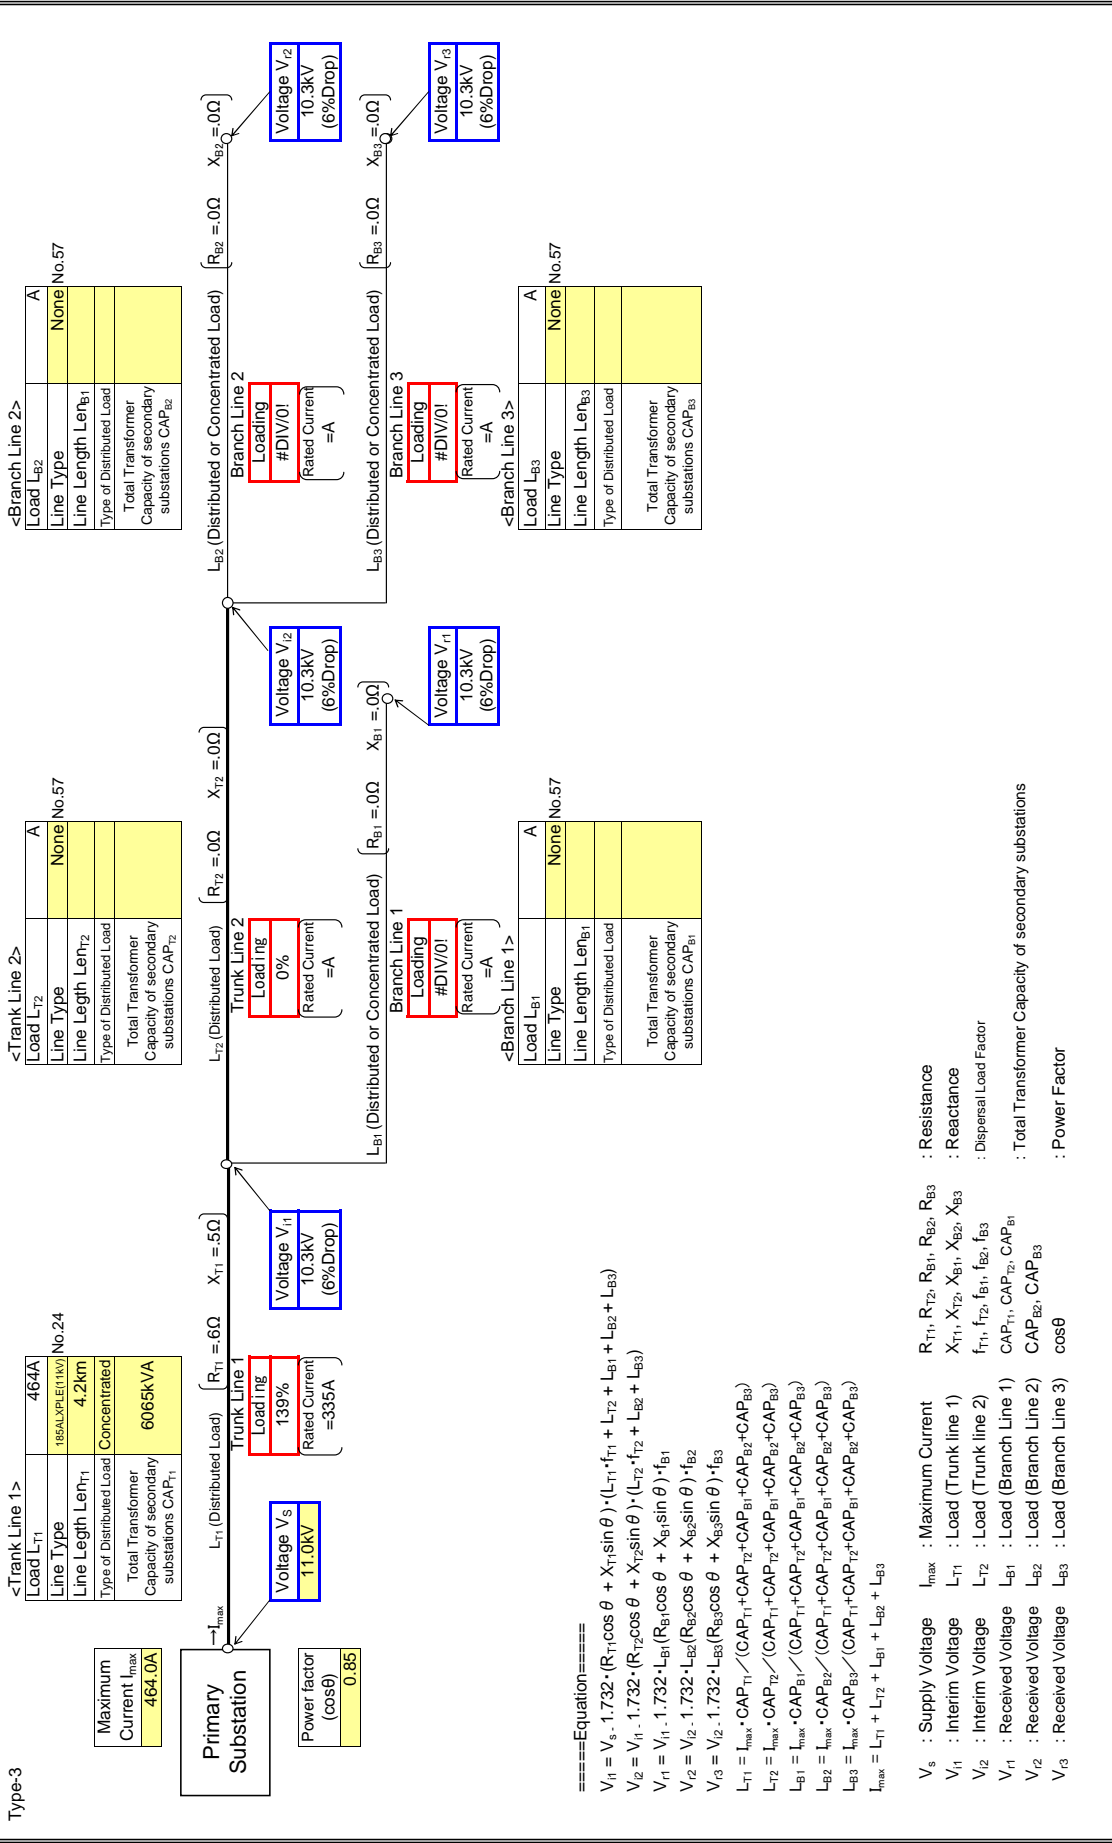 Type-3
Maximum
Current Imax
464.0A
Primary
Substation
Power factor
(cosθ)
0.85
→Imax
Voltage VS
11.0kV
<Trank Line 1>
Load LT1 464A
Line Type 185ALXPLE(11kV) No.24
Line Legth LenT1 4.2km
Type of Distributed Load Concentrated
Total Transformer
Capacity of secondary
substations CAPT1
6065kVA
LT1 (Distributed Load) RT1 =.6Ω XT1 =.5Ω
Trunk Line 1
Loading
139%
Rated Current
=335A
Voltage Vi1
10.3kV
(6%Drop)
<Trank Line 2>
Load LT2 A
Line Type None No.57
Line Length LenT2
Type of Distributed Load
Total Transformer
Capacity of secondary
substations CAPT2
LT2 (Distributed Load) RT2 =.0Ω XT2 =.0Ω
Trunk Line 2
Loading
0%
Rated Current
=A
Voltage Vi2
10.3kV
(6%Drop)
LB1 (Distributed or Concentrated Load) RB1 =.0Ω XB1 =.0Ω
Branch Line 1
Loading
#DIV/0!
Rated Current
=A
Voltage Vr1
10.3kV
(6%Drop)
<Branch Line 1>
Load LB1 A
Line Type None No.57
Line Length LenB1
Type of Distributed Load
Total Transformer
Capacity of secondary
substations CAPB1
<Branch Line 2>
Load LB2 A
Line Type None No.57
Line Length LenB1
Type of Distributed Load
Total Transformer
Capacity of secondary
substations CAPB2
LB2 (Distributed or Concentrated Load) RB2 =.0Ω XB2 =.0Ω
Branch Line 2
Loading
#DIV/0!
Rated Current
=A
Voltage Vr2
10.3kV
(6%Drop)
LB3 (Distributed or Concentrated Load) RB3 =.0Ω XB3 =.0Ω
Branch Line 3
Loading
#DIV/0!
Rated Current
=A
Voltage Vr3
10.3kV
(6%Drop)
<Branch Line 3>
Load LB3 A
Line Type None No.57
Line Length LenB3
Type of Distributed Load
Total Transformer
Capacity of secondary
substations CAPB3
=====Equation=====
Vi1 = Vs - 1.732・(RT1cos θ + XT1sin θ)・(LT1・fT1 + LT2 + LB1 + LB2 + LB3)
Vi2 = Vi1 - 1.732・(RT2cos θ + XT2sin θ)・(LT2・fT2 + LB2 + LB3)
Vr1 = Vi1 - 1.732・LB1(RB1cos θ + XB1sin θ)・fB1
Vr2 = Vi2 - 1.732・LB2(RB2cos θ + XB2sin θ)・fB2
Vr3 = Vi2 - 1.732・LB3(RB3cos θ + XB3sin θ)・fB3
LT1 = Imax・CAPT1／(CAPT1+CAPT2+CAPB1+CAPB2+CAPB3)
LT2 = Imax・CAPT2／(CAPT1+CAPT2+CAPB1+CAPB2+CAPB3)
LB1 = Imax・CAPB1／(CAPT1+CAPT2+CAPB1+CAPB2+CAPB3)
LB2 = Imax・CAPB2／(CAPT1+CAPT2+CAPB1+CAPB2+CAPB3)
LB3 = Imax・CAPB3／(CAPT1+CAPT2+CAPB1+CAPB2+CAPB3)
Imax = LT1 + LT2 + LB1 + LB2 + LB3
Vs : Supply Voltage Imax : Maximum Current RT1, RT2, RB1, RB2, RB3 : Resistance
Vi1 : Interim Voltage LT1 : Load (Trunk line 1) XT1, XT2, XB1, XB2, XB3 : Reactance
Vi2 : Interim Voltage LT2 : Load (Trunk line 2) fT1, fT2, fB1, fB2, fB3 : Dispersal Load Factor
Vr1 : Received Voltage LB1 : Load (Branch Line 1) CAPT1, CAPT2, CAPB1 : Total Transformer Capacity of secondary substations
Vr2 : Received Voltage LB2 : Load (Branch Line 2) CAPB2, CAPB3
Vr3 : Received Voltage LB3 : Load (Branch Line 3) cosθ : Power Factor